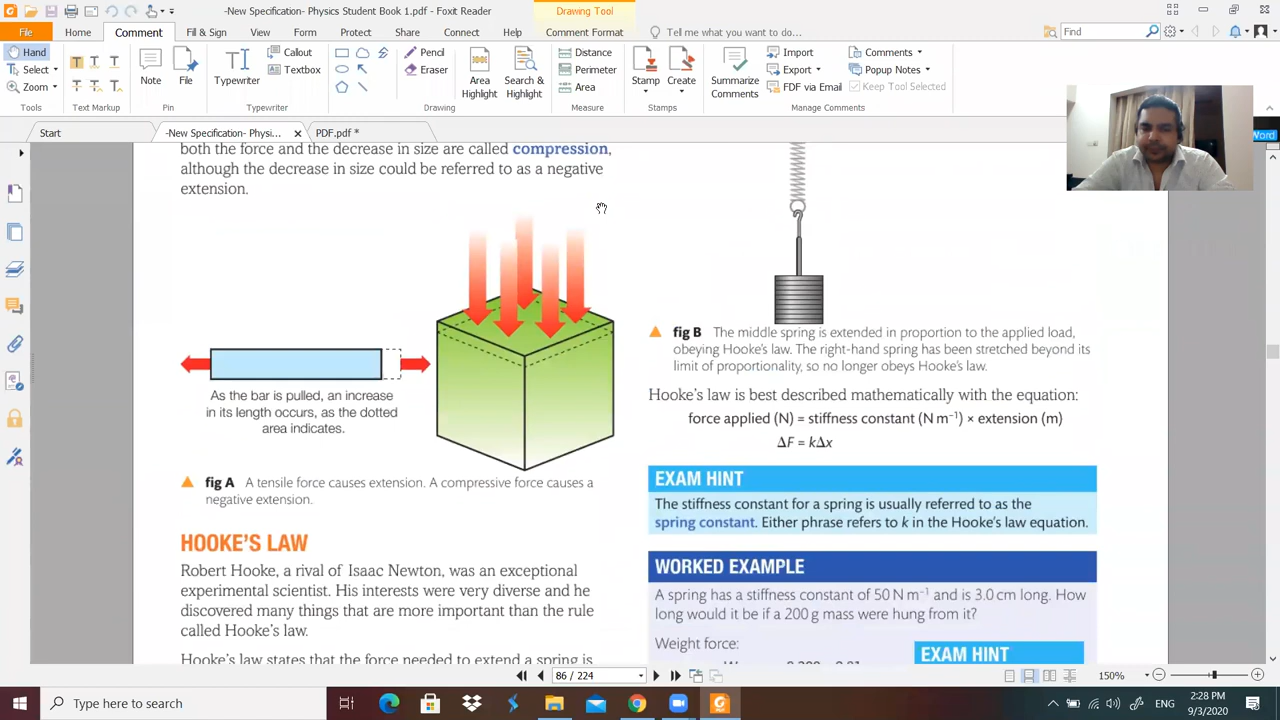 -New Specification- Physics Student Book 1.pdf - Foxit Reader
Drawing Tool
File
Home
Comment
Fill & Sign
View
Form
Protect
Share
Connect
Help
Comment Format
Tell me what you want to do...
Find
Hand
Select
Zoom
Tools
Text Markup
Note
File
Pin
Typewriter
Callout
Textbox
Typewriter
Pencil
Eraser
Drawing
Area
Highlight
Search &
Highlight
Distance
Perimeter
Area
Measure
Stamp
Create
Stamps
Summarize
Comments
Import
Export
FDF via Email
Comments
Popup Notes
Keep Tool Selected
Manage Comments
Start
-New Specification- Physi...
PDF.pdf *
Word
both the force and the decrease in size are called compression,
although the decrease in size could be referred to as a negative
extension.
As the bar is pulled, an increase
in its length occurs, as the dotted
area indicates.
fig A A tensile force causes extension. A compressive force causes a
negative extension.
HOOKE'S LAW
Robert Hooke, a rival of Isaac Newton, was an exceptional
experimental scientist. His interests were very diverse and he
discovered many things that are more important than the rule
called Hooke's law.
Hooke's law states that the force needed to extend a spring is
fig B The middle spring is extended in proportion to the applied load,
obeying Hooke's law. The right-hand spring has been stretched beyond its
limit of proportionality, so no longer obeys Hooke's law.
Hooke's law is best described mathematically with the equation:
force applied (N) = stiffness constant (N m⁻¹) × extension (m)
ΔF = kΔx
EXAM HINT
The stiffness constant for a spring is usually referred to as the
spring constant. Either phrase refers to k in the Hooke's law equation.
WORKED EXAMPLE
A spring has a stiffness constant of 50 N m⁻¹ and is 3.0 cm long. How
long would it be if a 200 g mass were hung from it?
Weight force:
EXAM HINT
86 / 224
150%
Type here to search
ENG
2:28 PM
9/3/2020